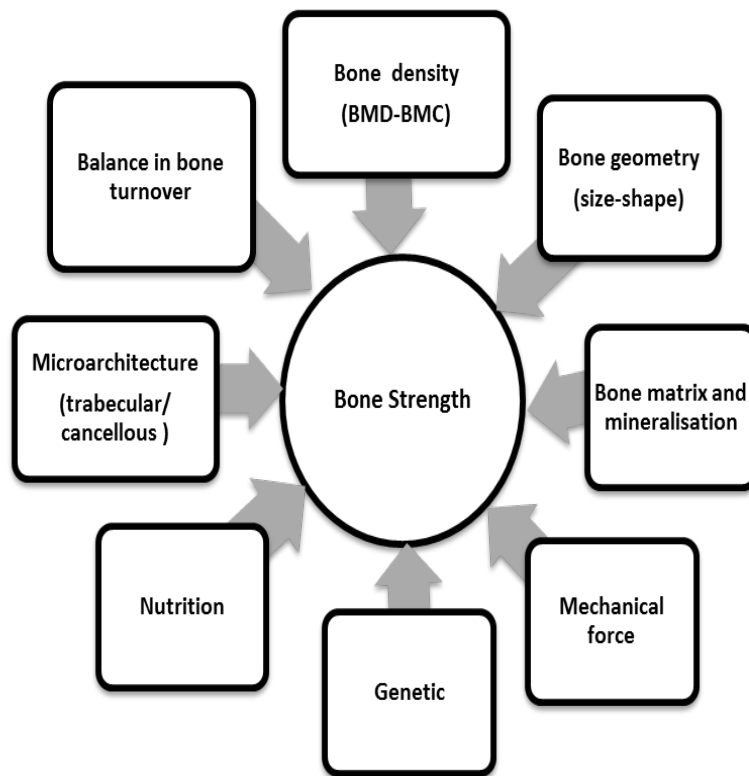 Bone density
(BMD-BMC)
Balance in bone
turnover
Bone geometry
(size-shape)
Microarchitecture
(trabecular/
cancellous )
Bone Strength
Bone matrix and
mineralisation
Nutrition
Mechanical
force
Genetic